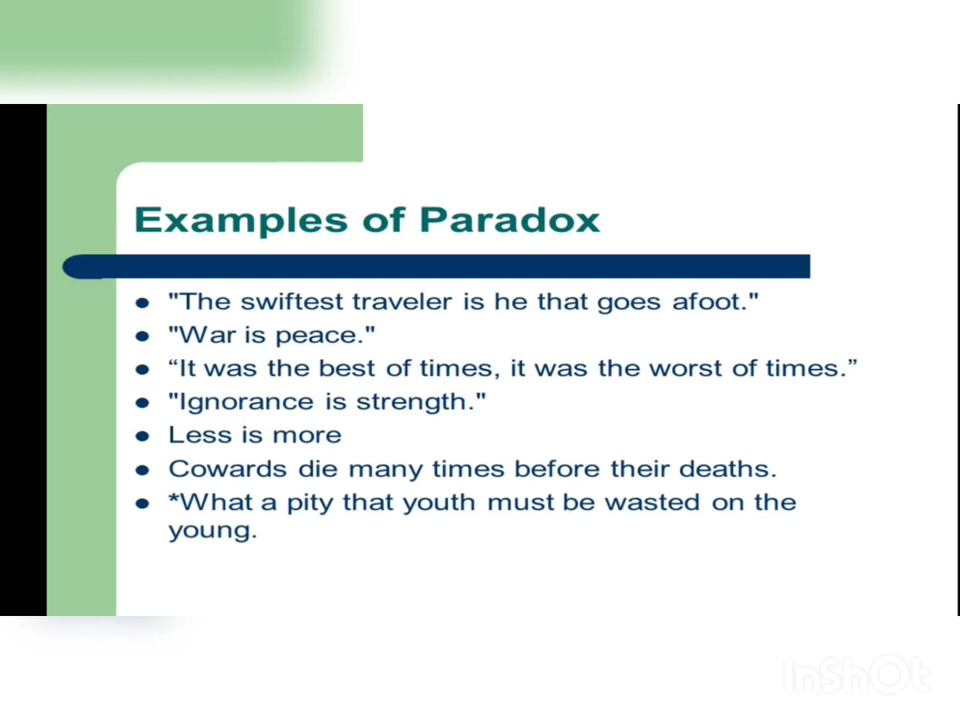 Examples of Paradox
● "The swiftest traveler is he that goes afoot."
● "War is peace."
● “It was the best of times, it was the worst of times.”
● "Ignorance is strength."
● Less is more
● Cowards die many times before their deaths.
● *What a pity that youth must be wasted on the
young.
InShOt